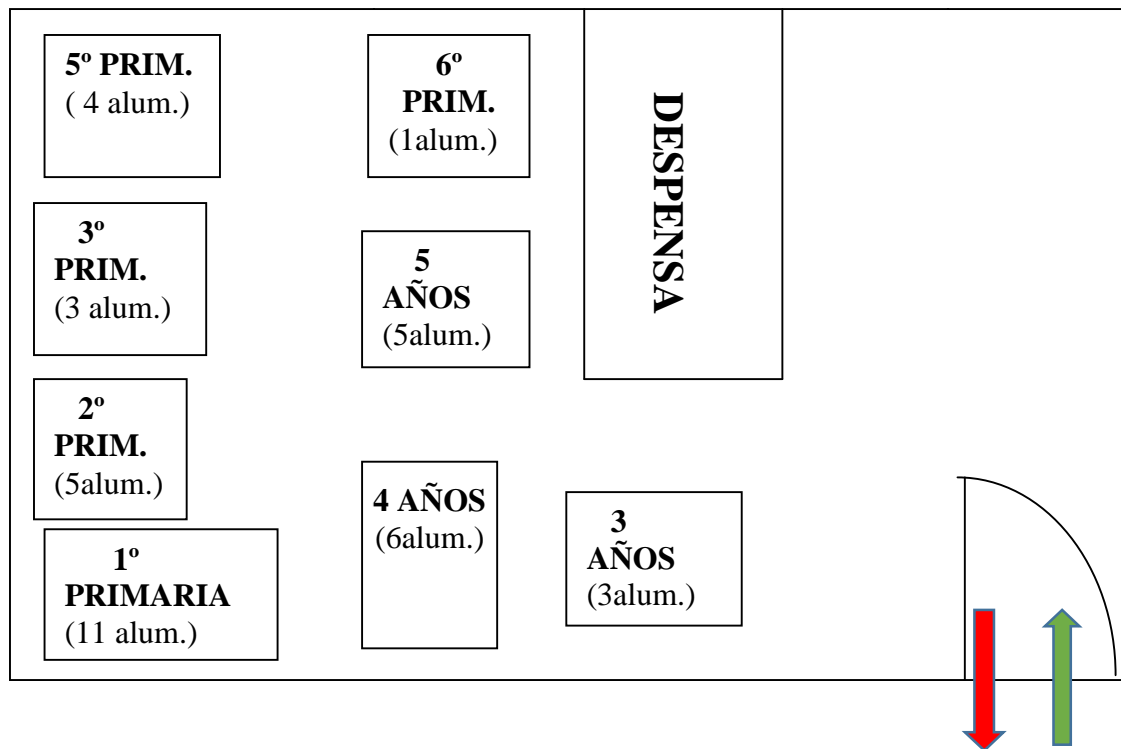 5º PRIM.
( 4 alum.)
6º
PRIM.
(1alum.)
DESPENSA
3º
PRIM.
(3 alum.)
5
AÑOS
(5alum.)
2º
PRIM.
(5alum.)
4 AÑOS
(6alum.)
3
AÑOS
(3alum.)
1º
PRIMARIA
(11 alum.)